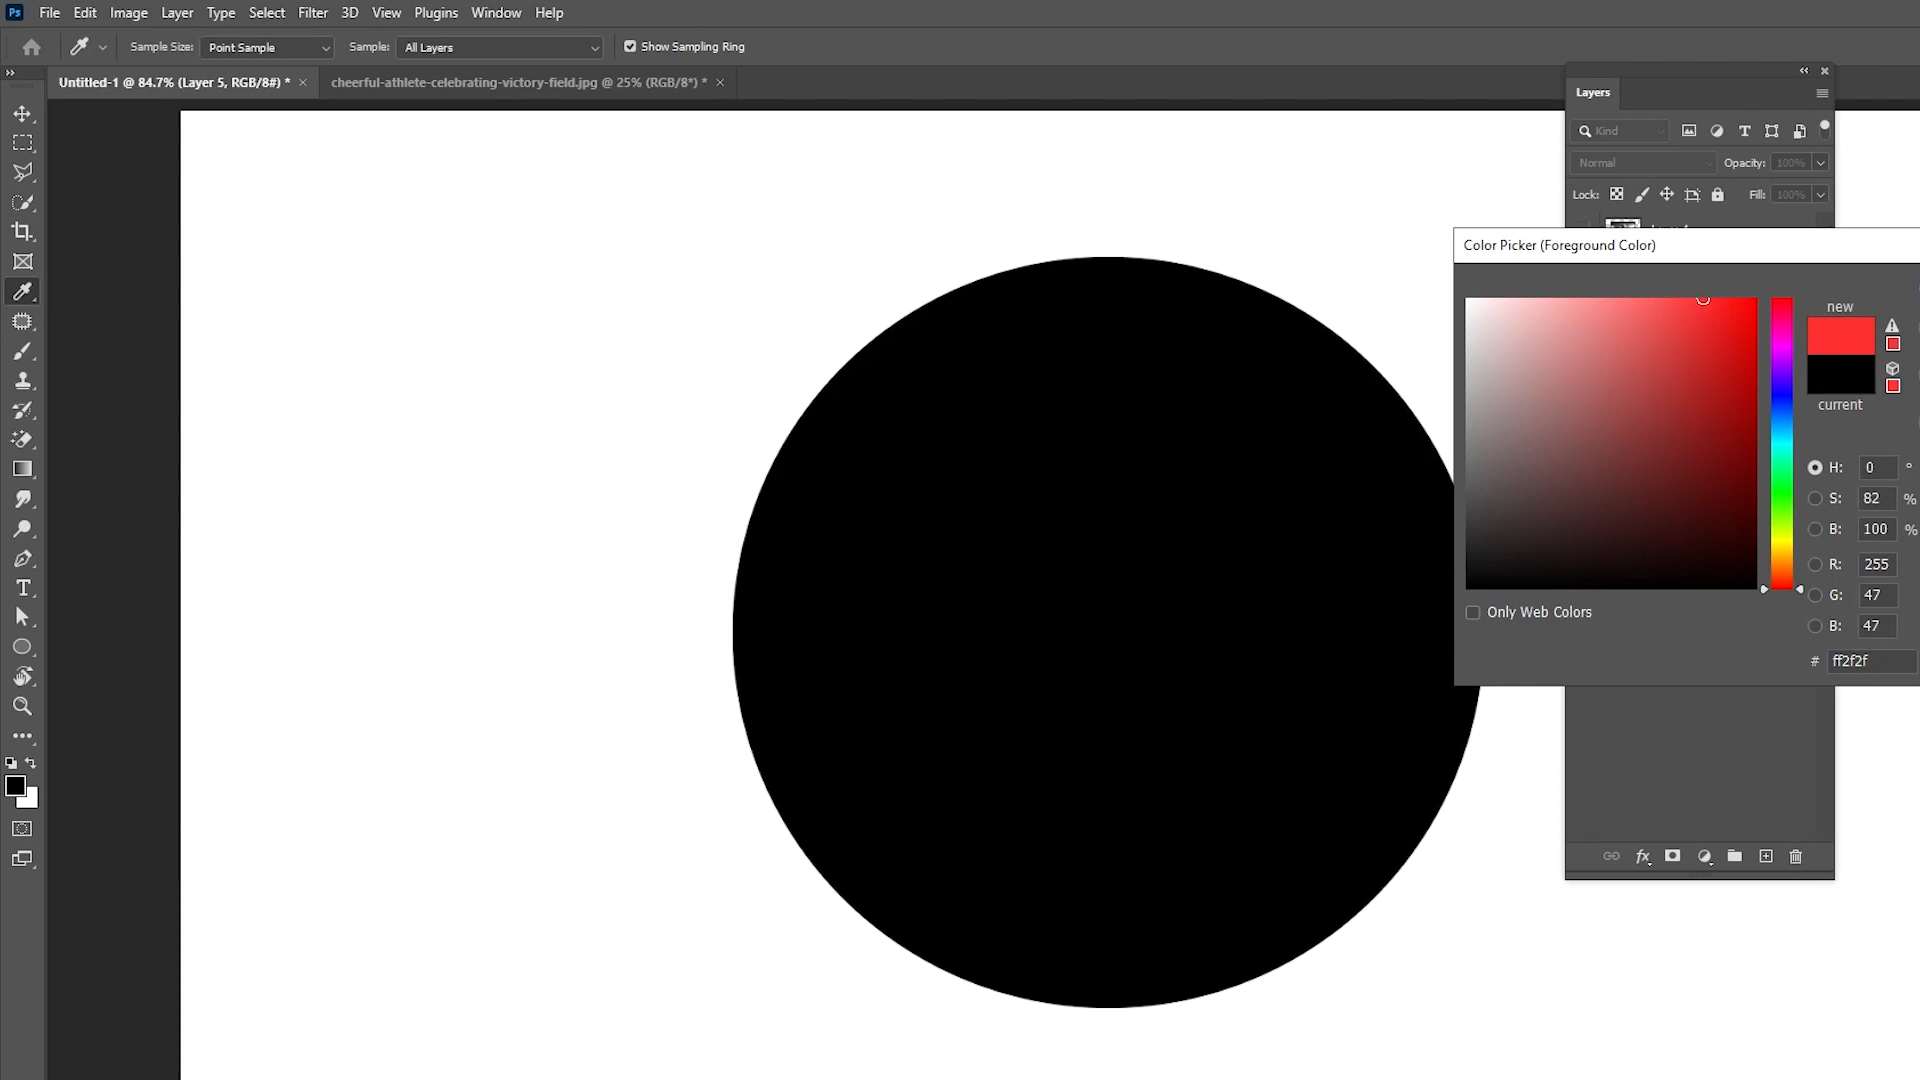 Ps File Edit Image Layer Type Select Filter 3D View Plugins Window Help
Sample Size: Point Sample Sample: All Layers Show Sampling Ring
Untitled-1 @ 84.7% (Layer 5, RGB/8#) * × cheerful-athlete-celebrating-victory-field.jpg @ 25% (RGB/8*) * ×
Layers
Kind
Normal Opacity: 100%
Lock: Fill: 100%
Color Picker (Foreground Color)
new
current
H: 0 °
S: 82 %
B: 100 %
R: 255
G: 47
B: 47
# ff2f2f
Only Web Colors
fx